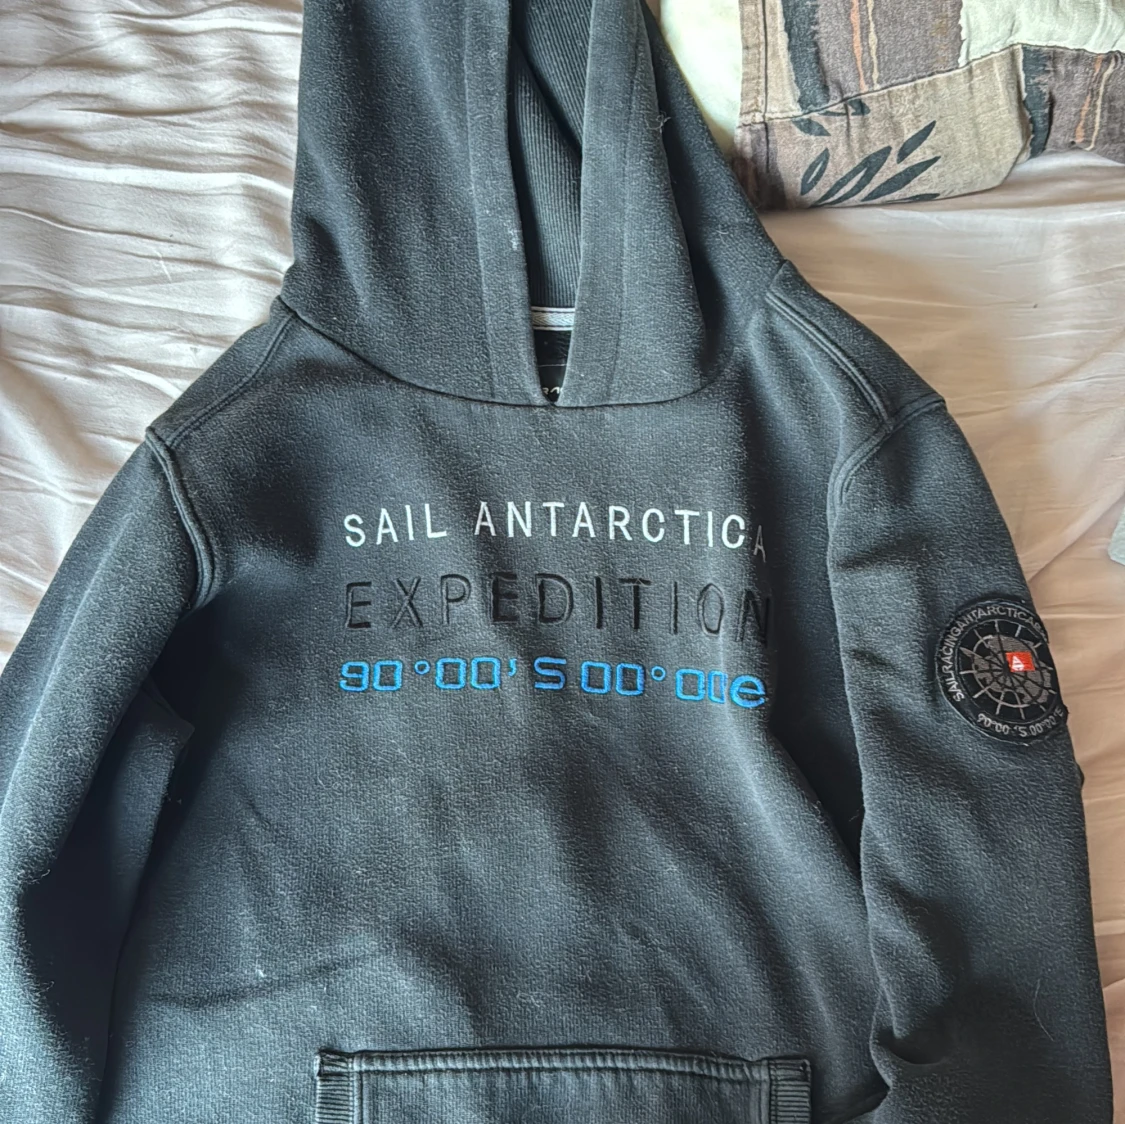 SAIL ANTARCTICA
EXPEDITION
90°00' S 00°00e
SAILRACINGANTARCTICA
90·00·'S 00·00